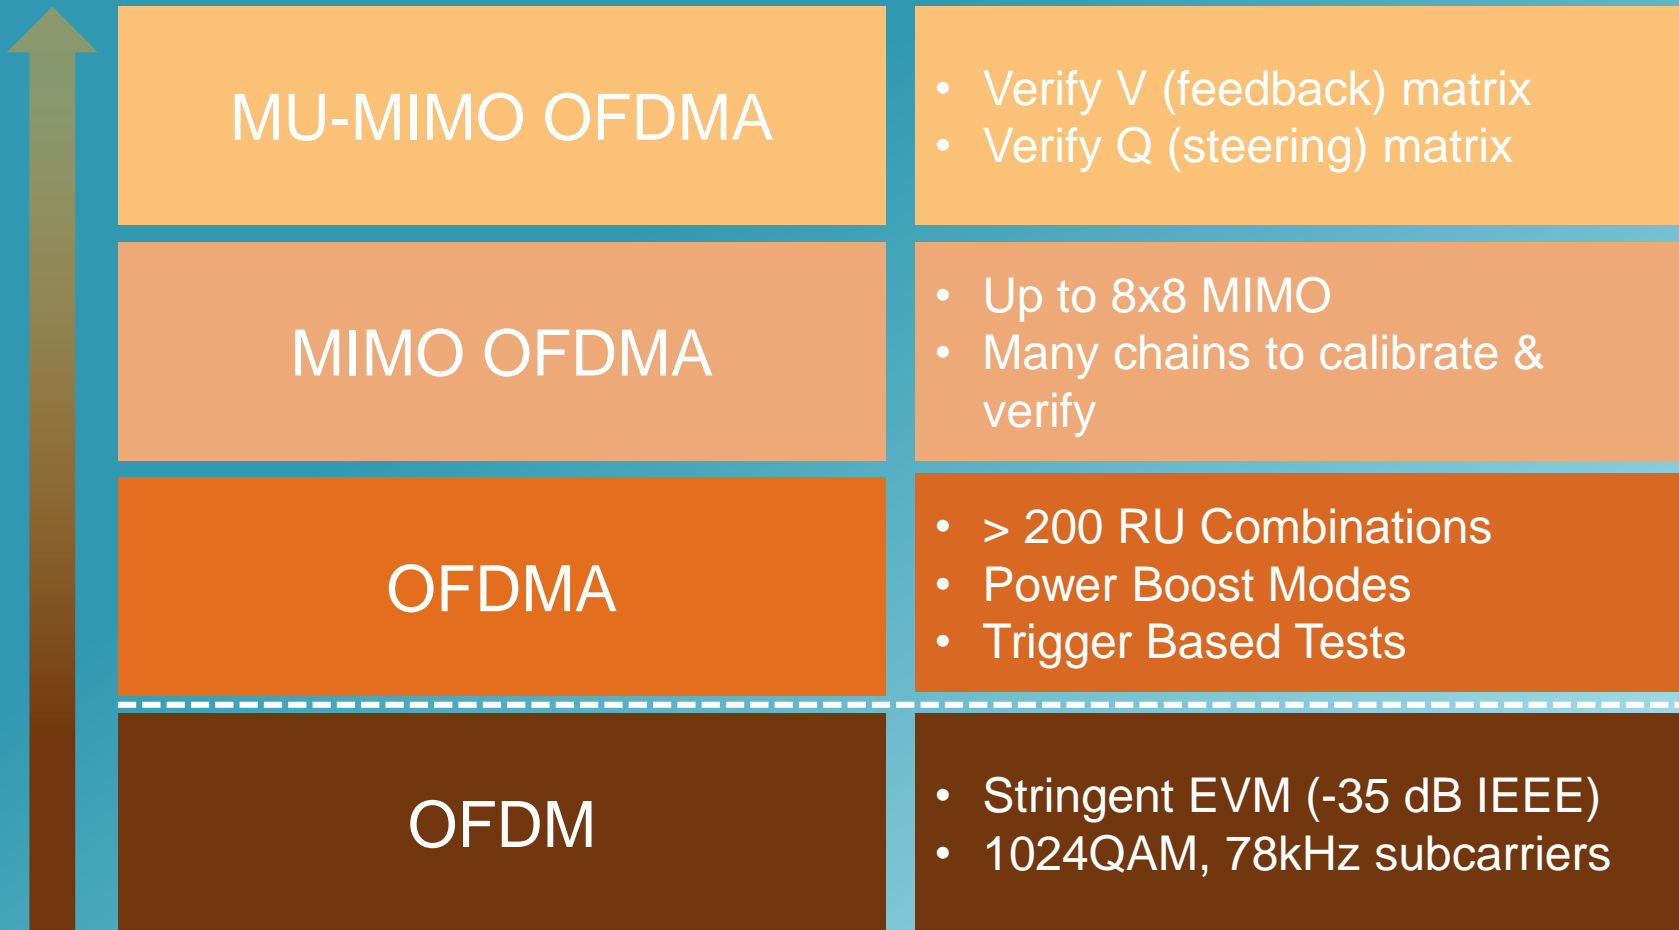 MU-MIMO OFDMA
• Verify V (feedback) matrix
• Verify Q (steering) matrix
MIMO OFDMA
• Up to 8x8 MIMO
• Many chains to calibrate &
verify
OFDMA
• > 200 RU Combinations
• Power Boost Modes
• Trigger Based Tests
OFDM
• Stringent EVM (-35 dB IEEE)
• 1024QAM, 78kHz subcarriers